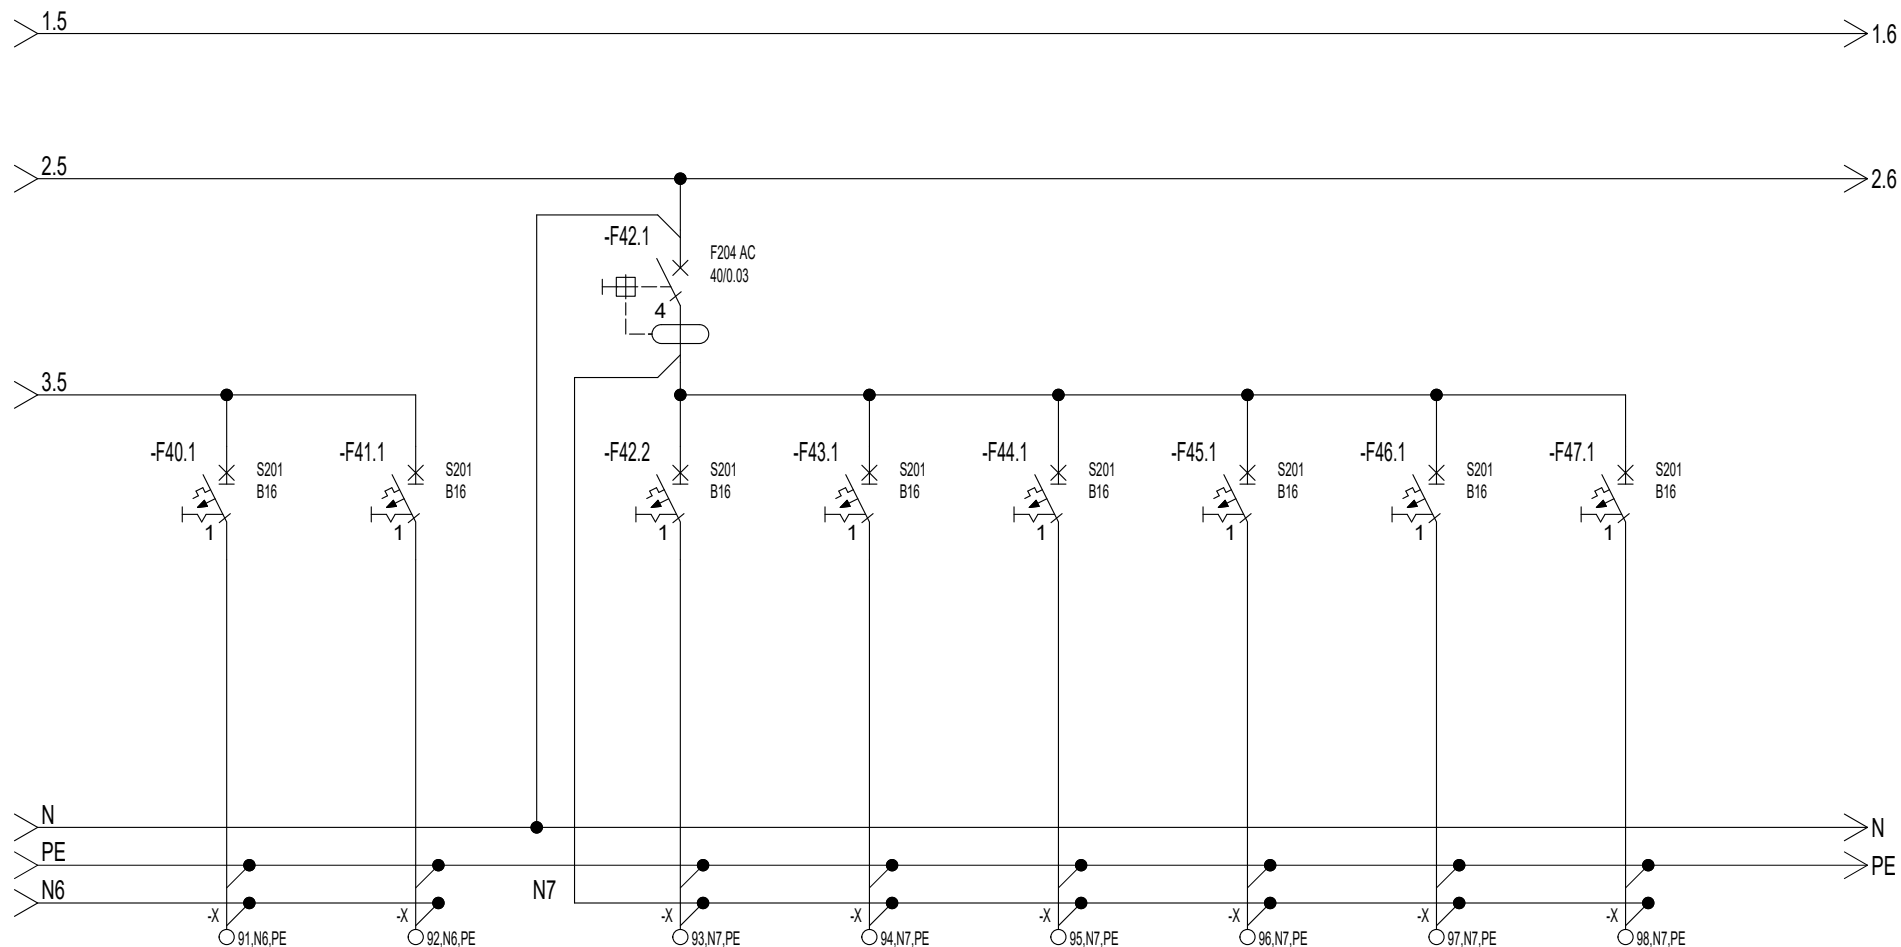 1.5
1.6
2.5
2.6
-F42.1
F204 AC
40/0.03
4
3.5
-F40.1
S201
B16
1
-F41.1
S201
B16
1
-F42.2
S201
B16
1
-F43.1
S201
B16
1
-F44.1
S201
B16
1
-F45.1
S201
B16
1
-F46.1
S201
B16
1
-F47.1
S201
B16
1
N
N
PE
PE
N6
N7
-X
-X
-X
-X
-X
-X
-X
-X
91,N6,PE
92,N6,PE
93,N7,PE
94,N7,PE
95,N7,PE
96,N7,PE
97,N7,PE
98,N7,PE